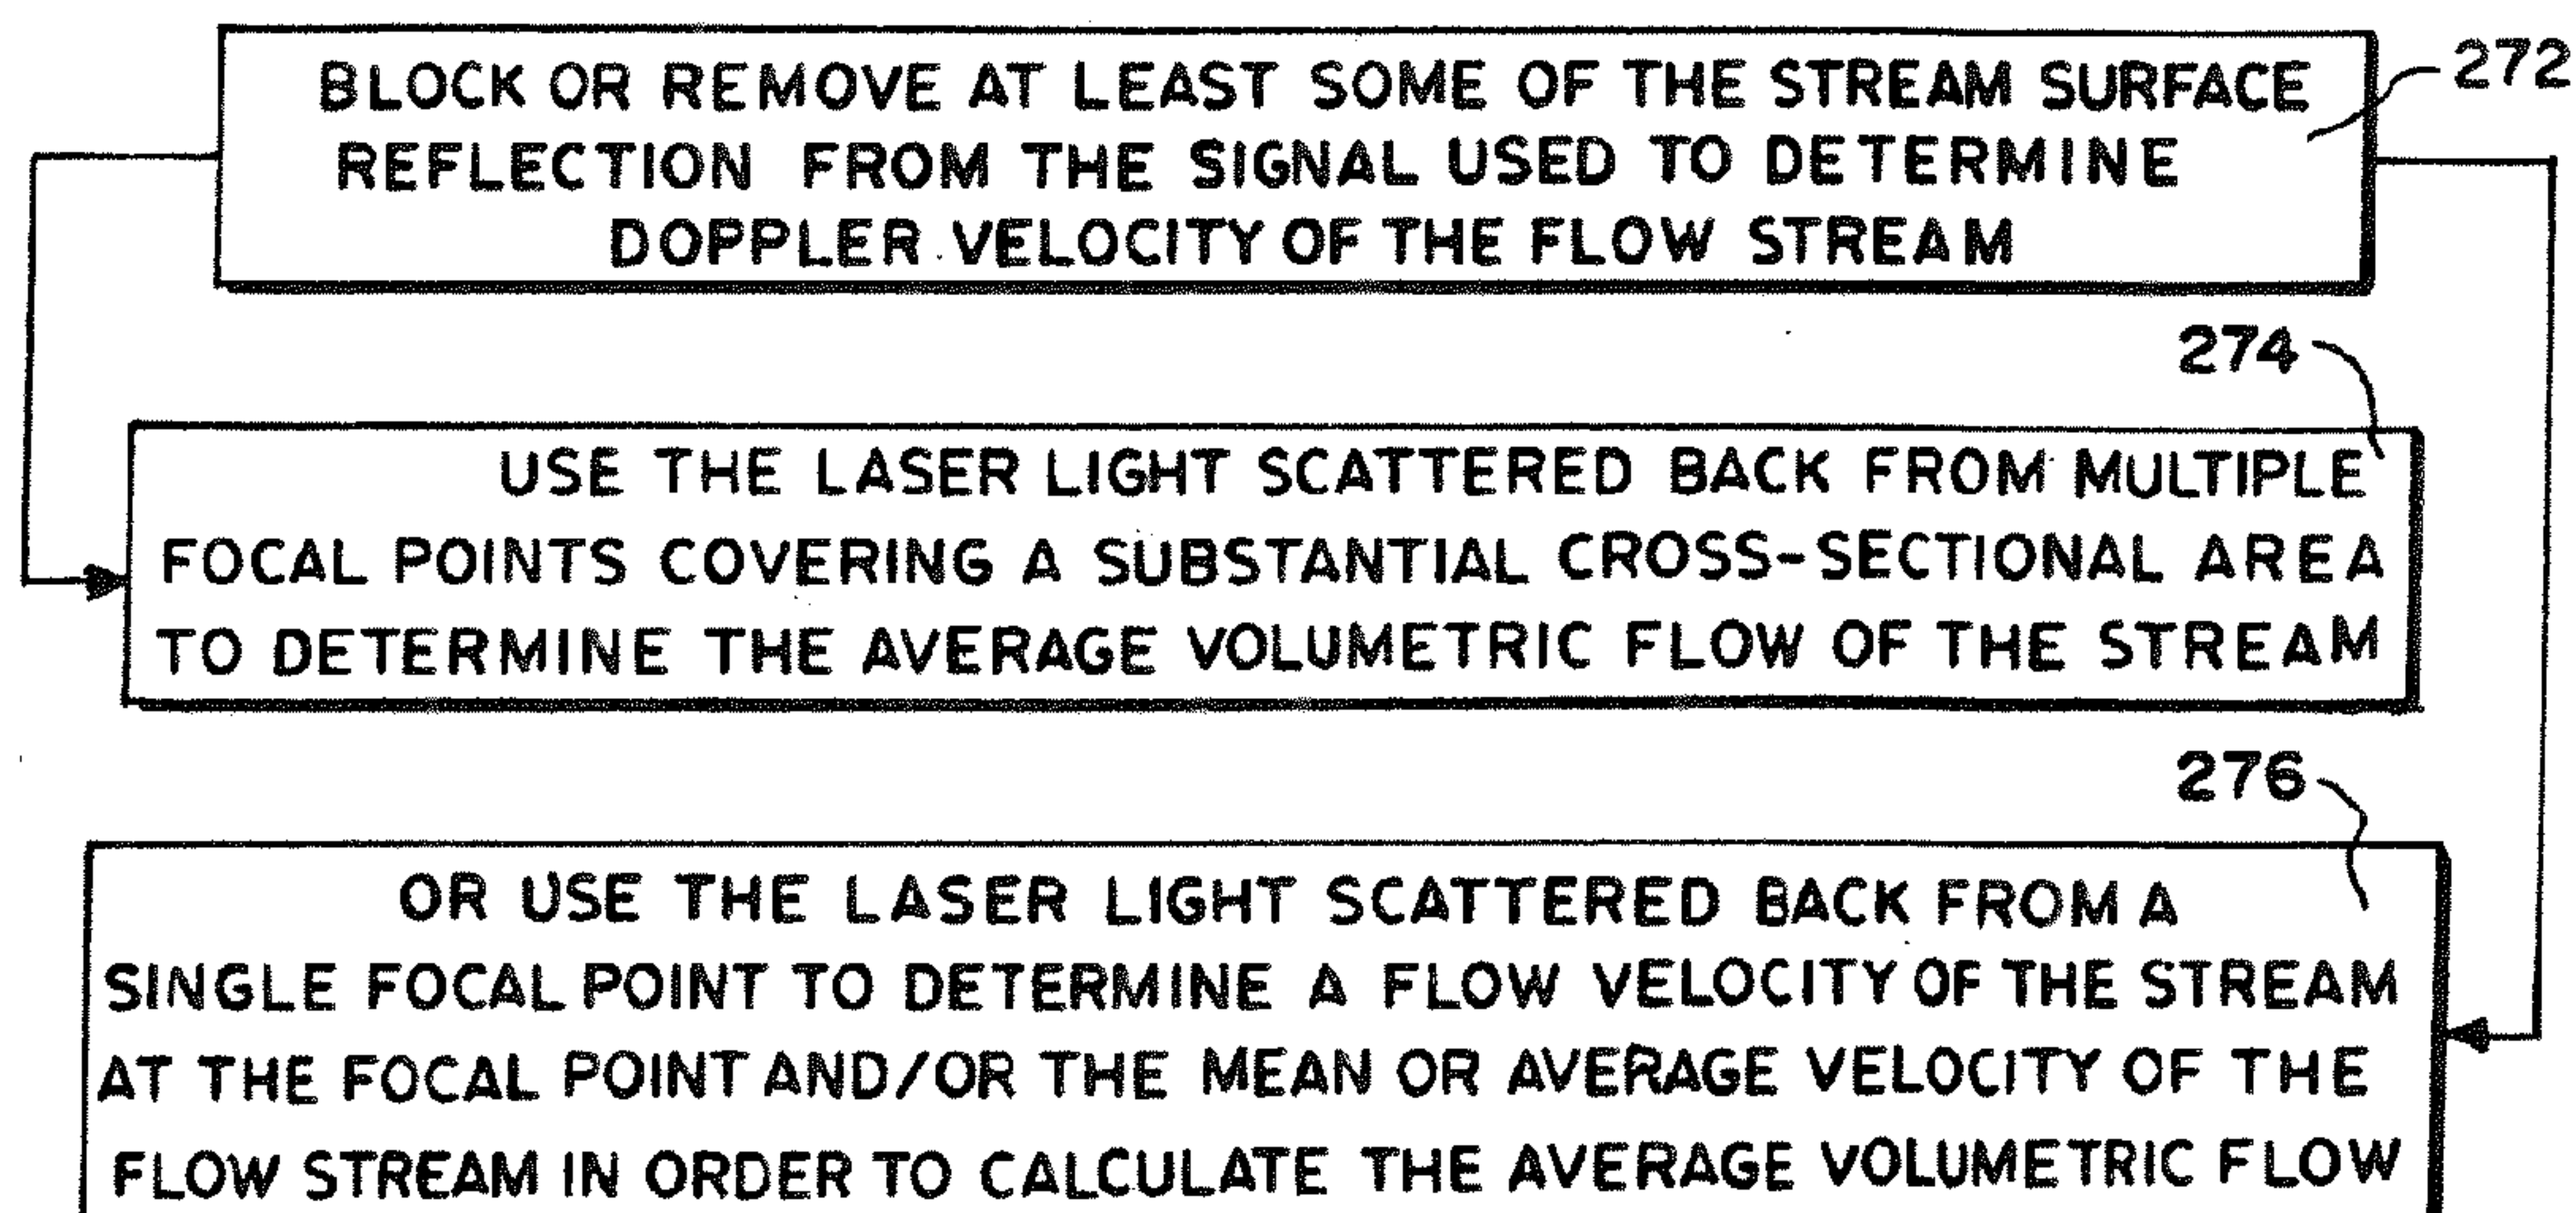 BLOCK OR REMOVE AT LEAST SOME OF THE STREAM SURFACE
272
REFLECTION FROM THE SIGNAL USED TO DETERMINE
DOPPLER VELOCITY OF THE FLOW STREAM
274
USE THE LASER LIGHT SCATTERED BACK FROM MULTIPLE
FOCAL POINTS COVERING A SUBSTANTIAL CROSS-SECTIONAL AREA
TO DETERMINE THE AVERAGE VOLUMETRIC FLOW OF THE STREAM
276
OR USE THE LASER LIGHT SCATTERED BACK FROM A
SINGLE FOCAL POINT TO DETERMINE A FLOW VELOCITY OF THE STREAM
AT THE FOCAL POINT AND/OR THE MEAN OR AVERAGE VELOCITY OF THE
FLOW STREAM IN ORDER TO CALCULATE THE AVERAGE VOLUMETRIC FLOW